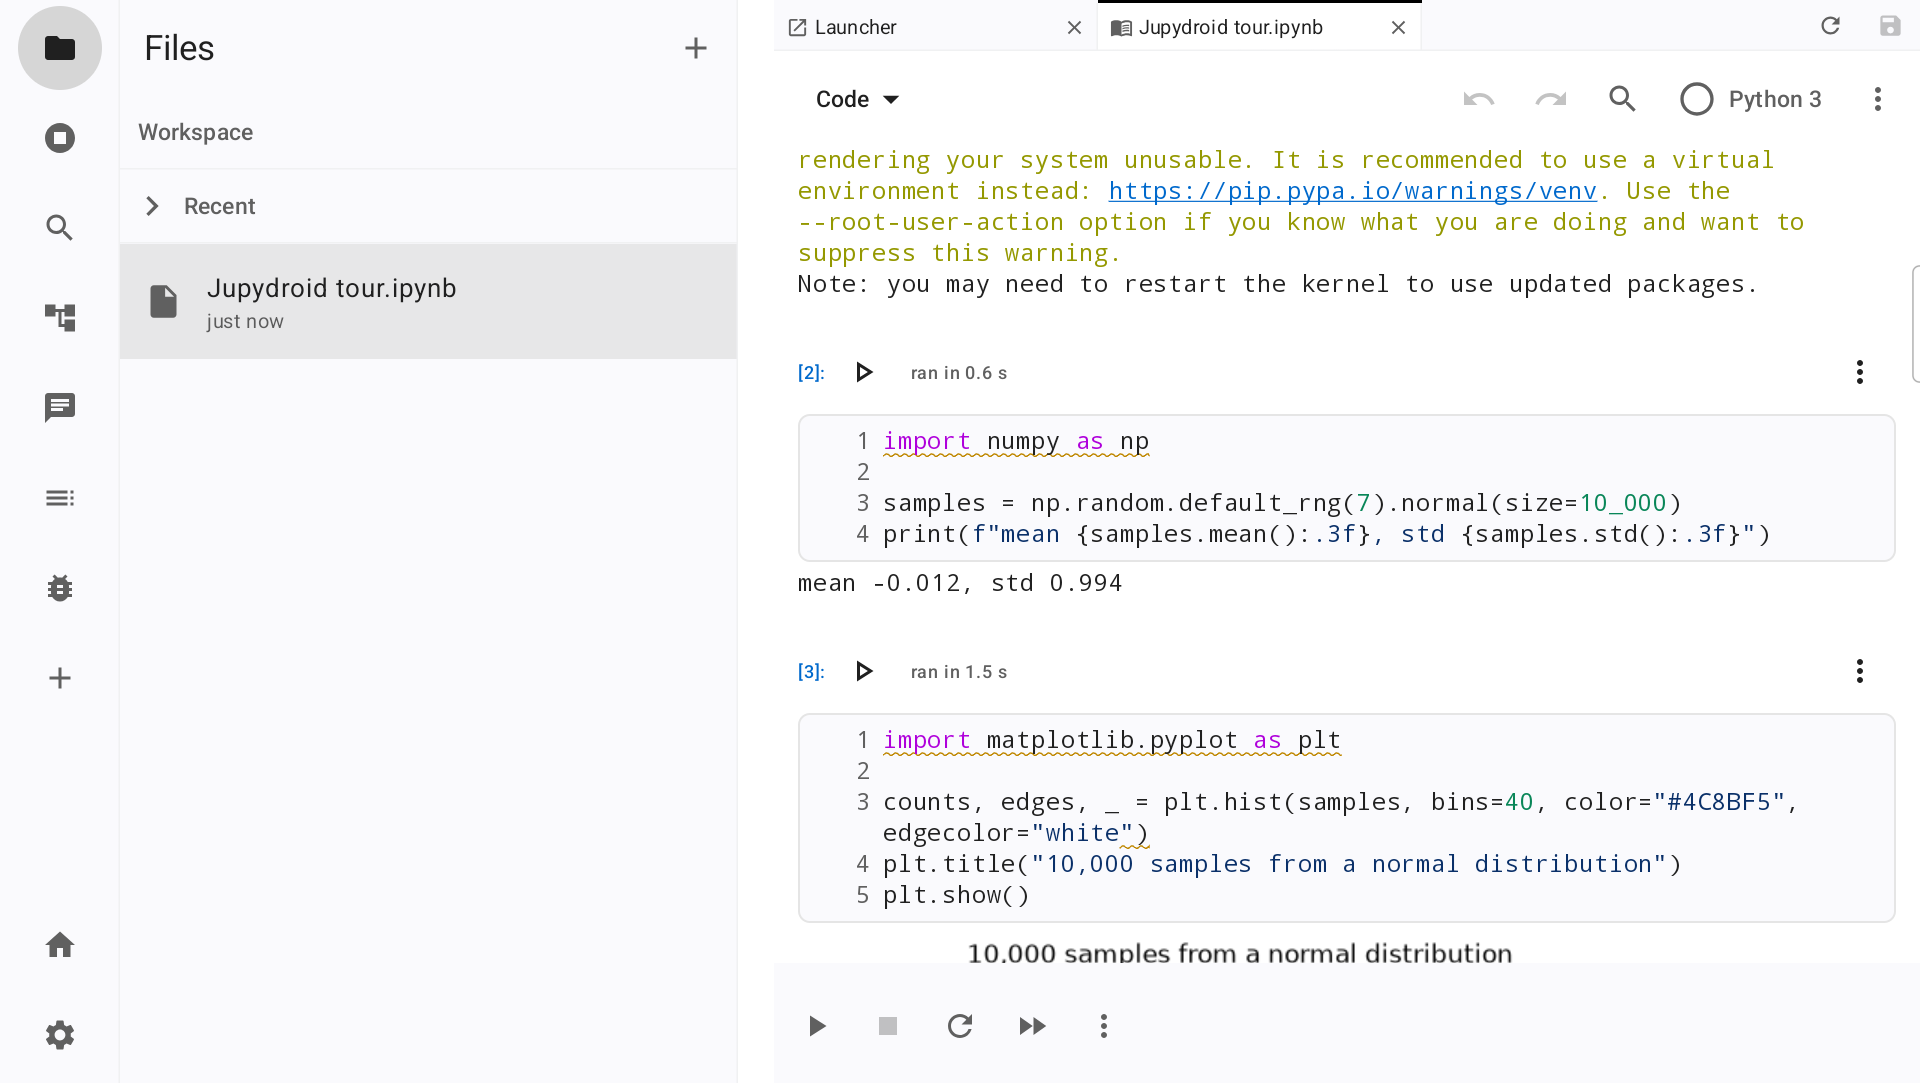 Files
Workspace
Recent
Jupydroid tour.ipynb
just now
Launcher
Jupydroid tour.ipynb
Code
Python 3
rendering your system unusable. It is recommended to use a virtual
environment instead: https://pip.pypa.io/warnings/venv. Use the
--root-user-action option if you know what you are doing and want to
suppress this warning.
Note: you may need to restart the kernel to use updated packages.
[2]:
ran in 0.6 s
1 import numpy as np
2
3 samples = np.random.default_rng(7).normal(size=10_000)
4 print(f"mean {samples.mean():.3f}, std {samples.std():.3f}")
mean -0.012, std 0.994
[3]:
ran in 1.5 s
1 import matplotlib.pyplot as plt
2
3 counts, edges, _ = plt.hist(samples, bins=40, color="#4C8BF5",
edgecolor="white")
4 plt.title("10,000 samples from a normal distribution")
5 plt.show()
10,000 samples from a normal distribution